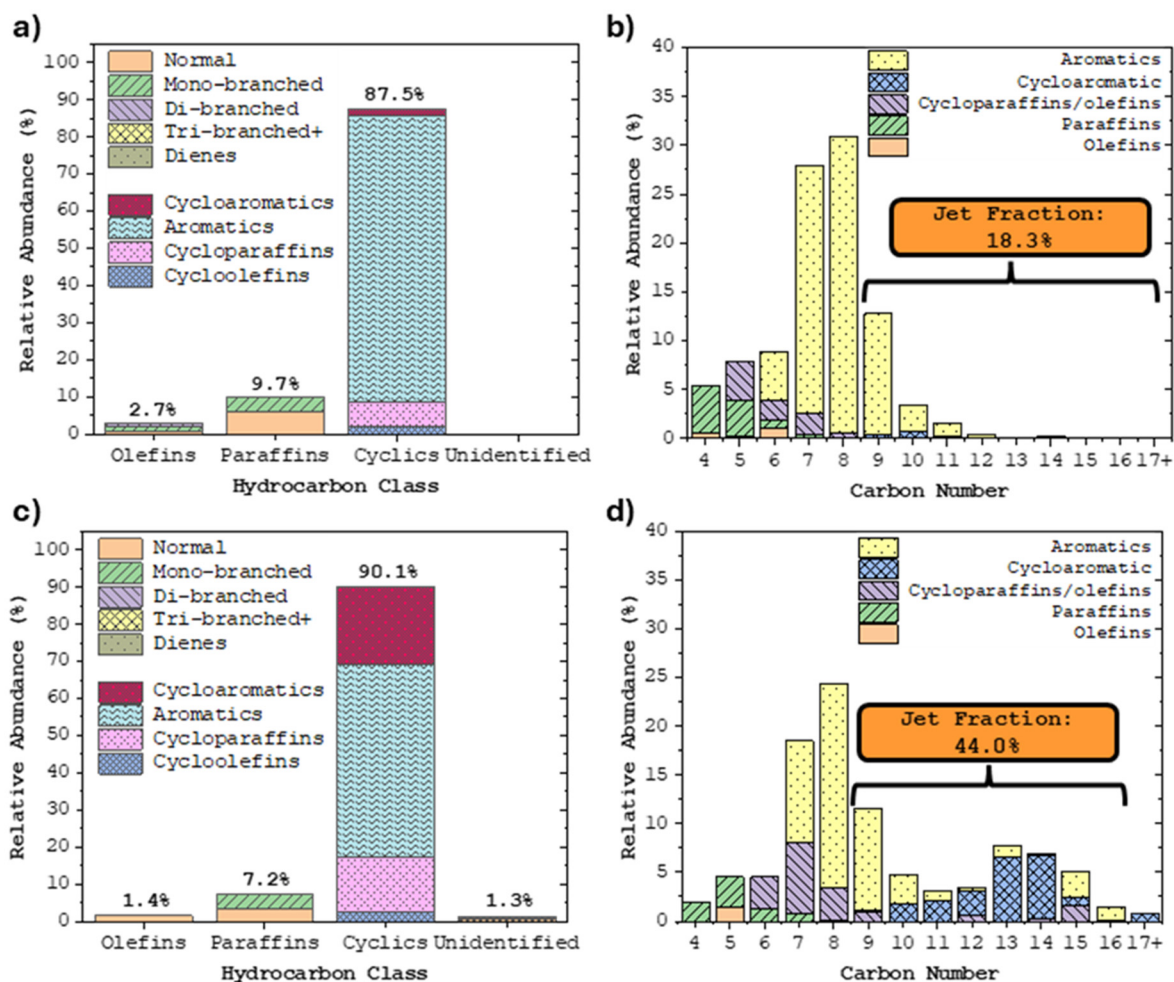 a)
Relative Abundance (%)
100
90
80
70
60
50
40
30
20
10
0
Normal
Mono-branched
Di-branched
Tri-branched+
Dienes
Cycloaromatics
Aromatics
Cycloparaffins
Cycloolefins
2.7%
9.7%
87.5%
Olefins Paraffins Cyclics Unidentified
Hydrocarbon Class
b)
Relative Abundance (%)
40
35
30
25
20
15
10
5
0
Aromatics
Cycloaromatic
Cycloparaffins/olefins
Paraffins
Olefins
Jet Fraction:
18.3%
4 5 6 7 8 9 10 11 12 13 14 15 16 17+
Carbon Number
c)
Relative Abundance (%)
100
90
80
70
60
50
40
30
20
10
0
Normal
Mono-branched
Di-branched
Tri-branched+
Dienes
Cycloaromatics
Aromatics
Cycloparaffins
Cycloolefins
1.4%
7.2%
90.1%
1.3%
Olefins Paraffins Cyclics Unidentified
Hydrocarbon Class
d)
Relative Abundance (%)
40
35
30
25
20
15
10
5
0
Aromatics
Cycloaromatic
Cycloparaffins/olefins
Paraffins
Olefins
Jet Fraction:
44.0%
4 5 6 7 8 9 10 11 12 13 14 15 16 17+
Carbon Number